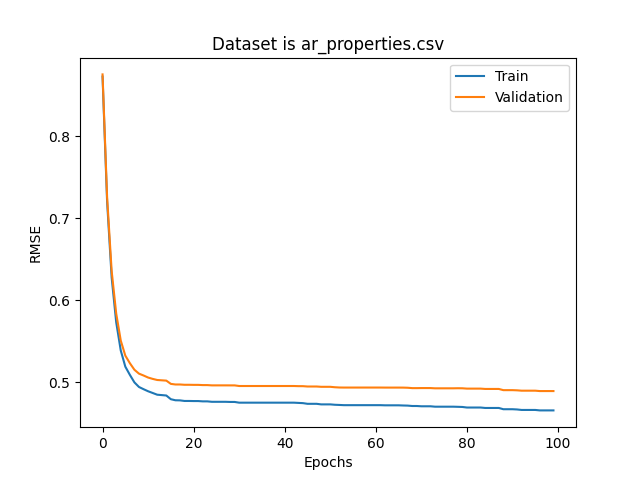 Dataset is ar_properties.csv
Train
Validation
RMSE
0.8
0.7
0.6
0.5
0 20 40 60 80 100
Epochs